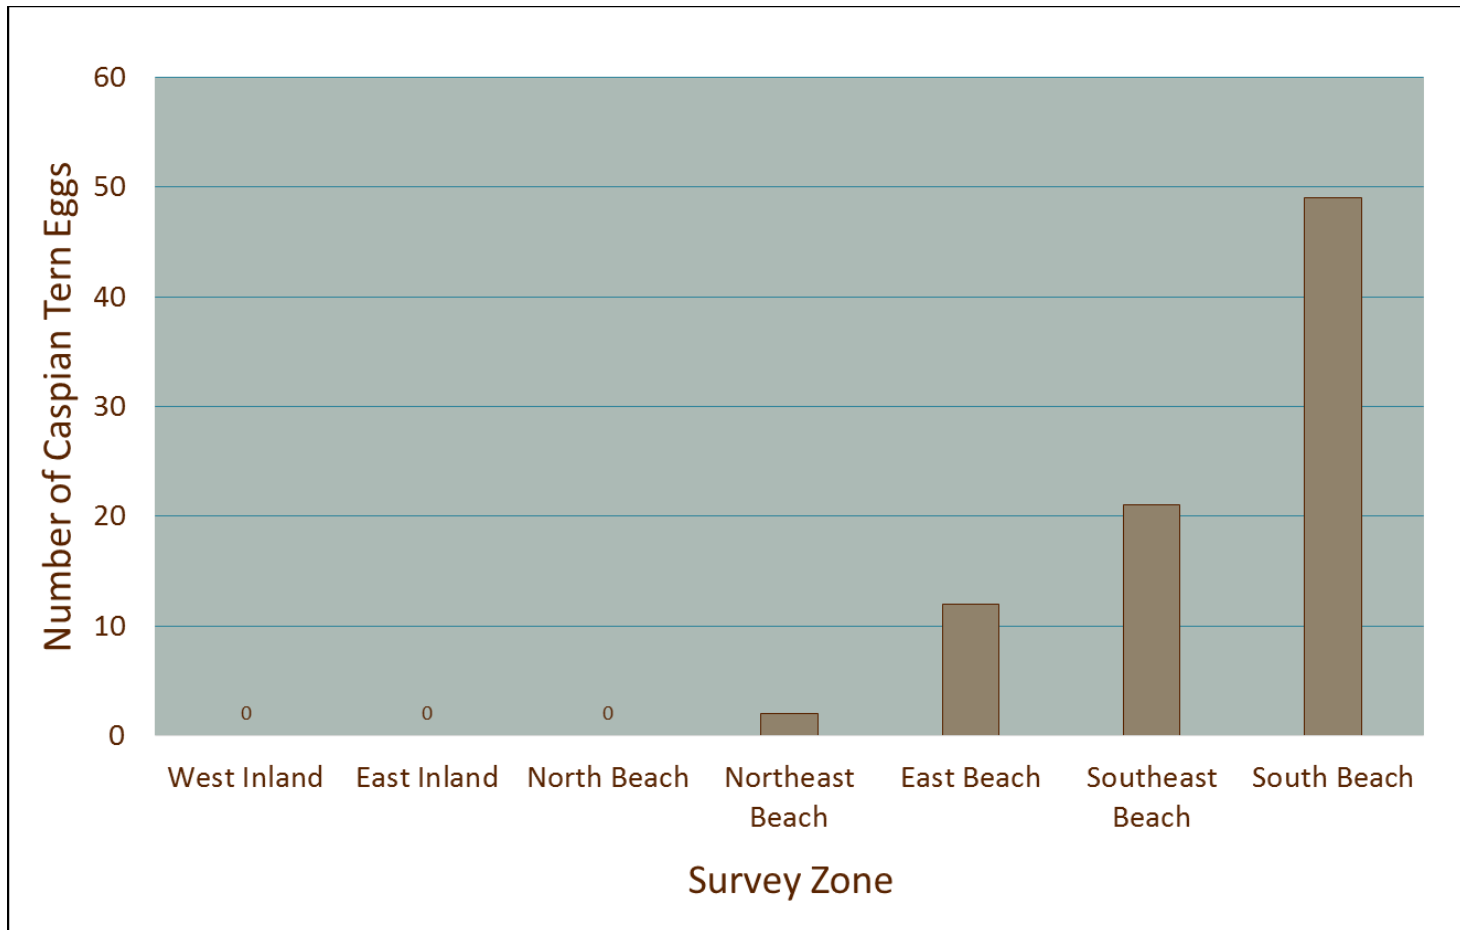 Number of Caspian Tern Eggs
60
50
40
30
20
10
0
0
0
0
West Inland
East Inland
North Beach
Northeast
Beach
East Beach
Southeast
Beach
South Beach
Survey Zone